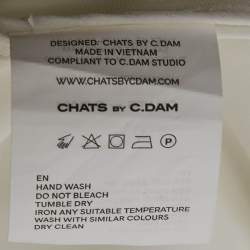 DESIGNED: CHATS BY C.DAM
MADE IN VIETNAM
COMPLIANT TO C.DAM STUDIO
WWW.CHATSBYCDAM.COM
CHATS BY C.DAM
P
EN
HAND WASH
DO NOT BLEACH
TUMBLE DRY
IRON ANY SUITABLE TEMPERATURE
WASH WITH SIMILAR COLOURS
DRY CLEAN